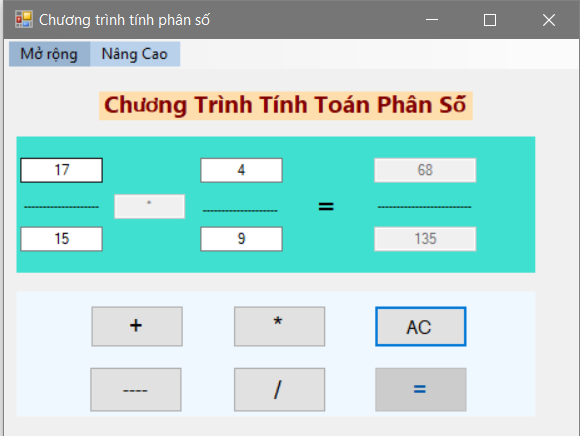 Chương trình tính phân số
Mở rộng Nâng Cao
Chương Trình Tính Toán Phân Số
17 4 68
-------------------- * -------------------- = -------------------------
15 9 135
+ * AC
---- / =